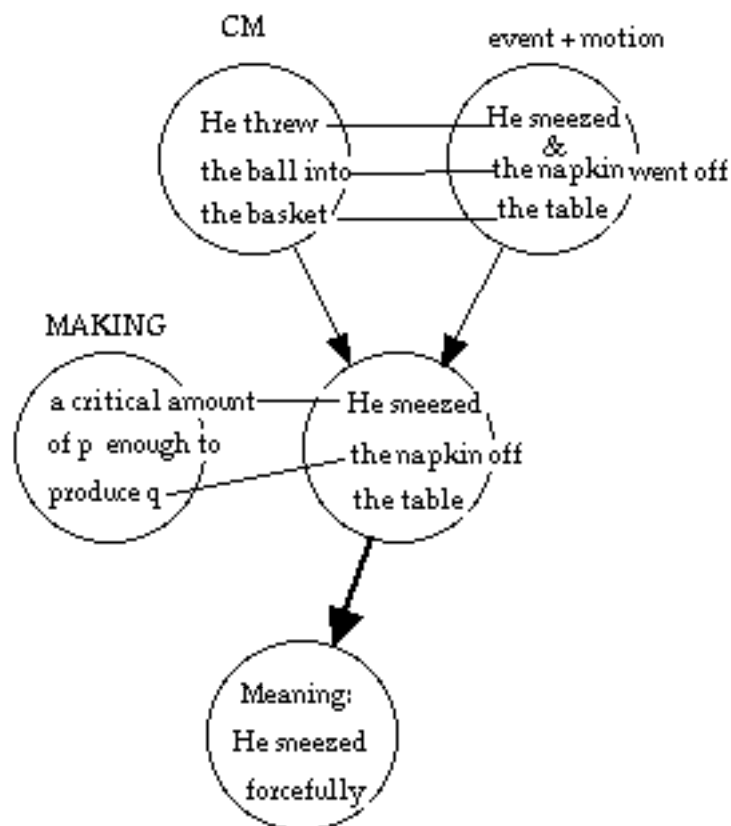 CM
event + motion
He threw
the ball into
the basket
He sneezed
&
the napkin went off
the table
MAKING
a critical amount
of p enough to
produce q
He sneezed
the napkin off
the table
Meaning:
He sneezed
forcefully